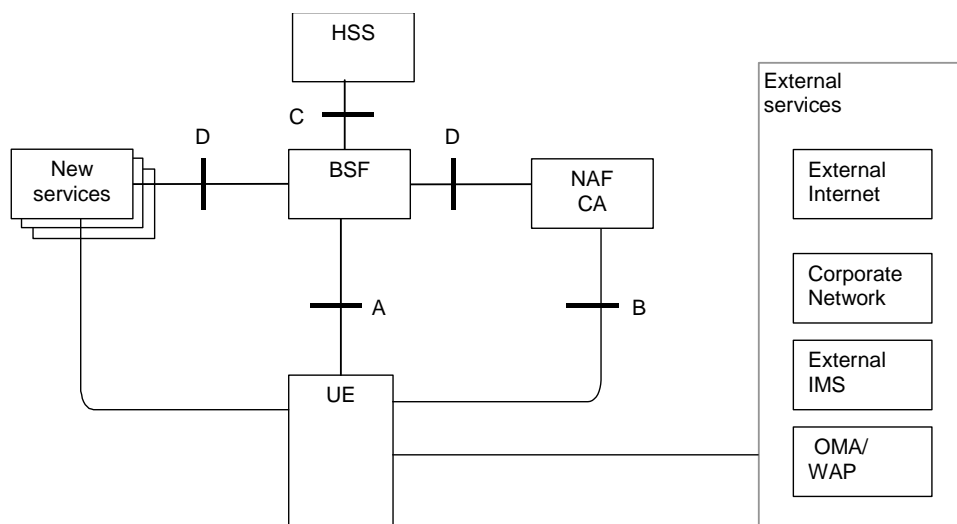 HSS
External
services
C
D
D
New
services
BSF
NAF
CA
External
Internet
Corporate
Network
A
B
External
IMS
UE
OMA/
WAP